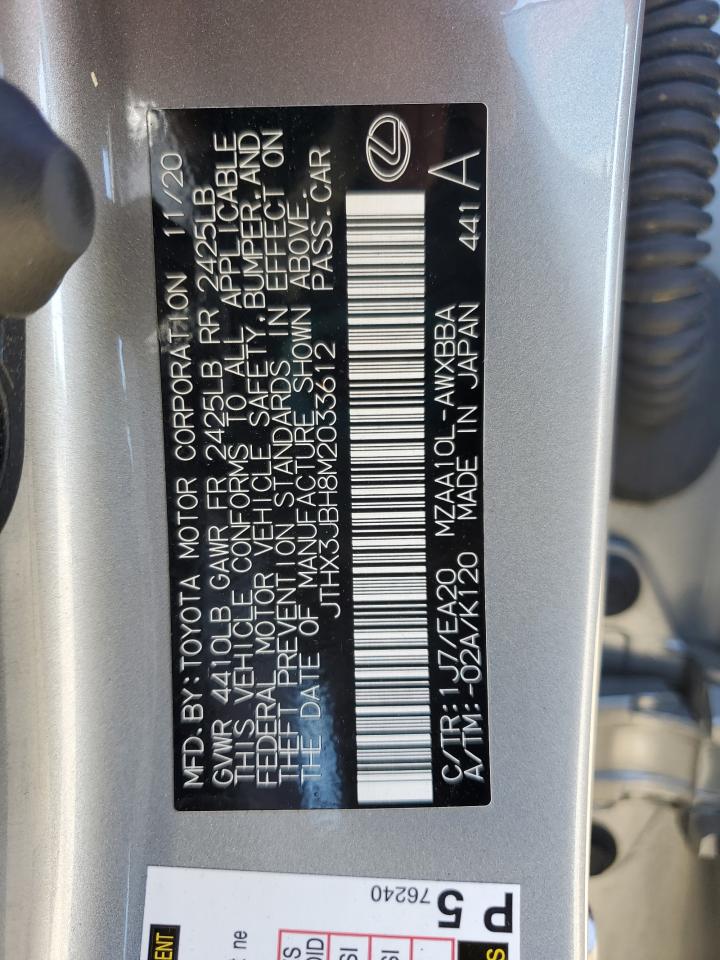 MFD. BY: TOYOTA MOTOR CORPORATION 11/20
GVWR 4410LB GAWR FR 2425LB RR 2425LB
THIS VEHICLE CONFORMS TO ALL APPLICABLE
FEDERAL MOTOR VEHICLE SAFETY, BUMPER, AND
THEFT PREVENTION STANDARDS IN EFFECT ON
THE DATE OF MANUFACTURE SHOWN ABOVE.
JTHX3JBH8M2033612 PASS. CAR
C/TR: 1J7/EA20 MZAA10L-AWXBBA 441 A
A/TM: -02A/K120 MADE IN JAPAN
P 5
76240